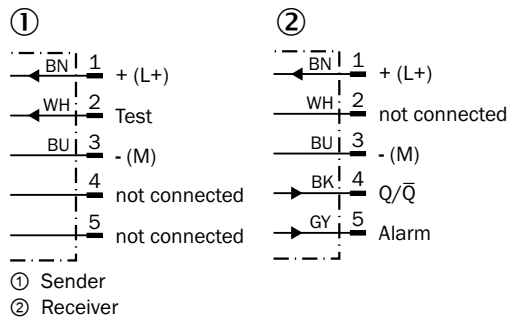 ① ②
BN 1 + (L+)
WH 2 Test
BU 3 - (M)
4 not connected
5 not connected
BN 1 + (L+)
WH 2 not connected
BU 3 - (M)
BK 4 Q/Q̅
GY 5 Alarm
① Sender
② Receiver